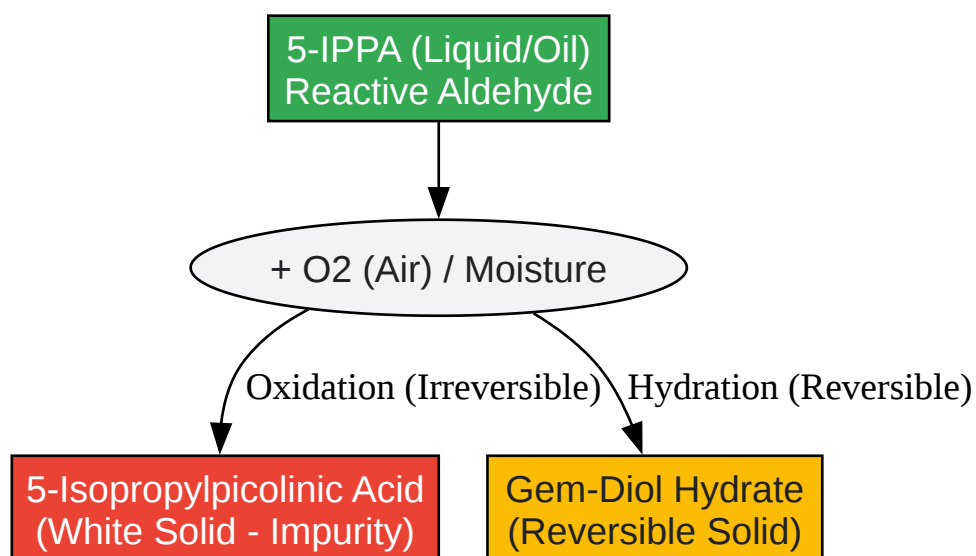 5-IPPA (Liquid/Oil)
Reactive Aldehyde
+ O2 (Air) / Moisture
Oxidation (Irreversible)
Hydration (Reversible)
5-Isopropylpicolinic Acid
(White Solid - Impurity)
Gem-Diol Hydrate
(Reversible Solid)